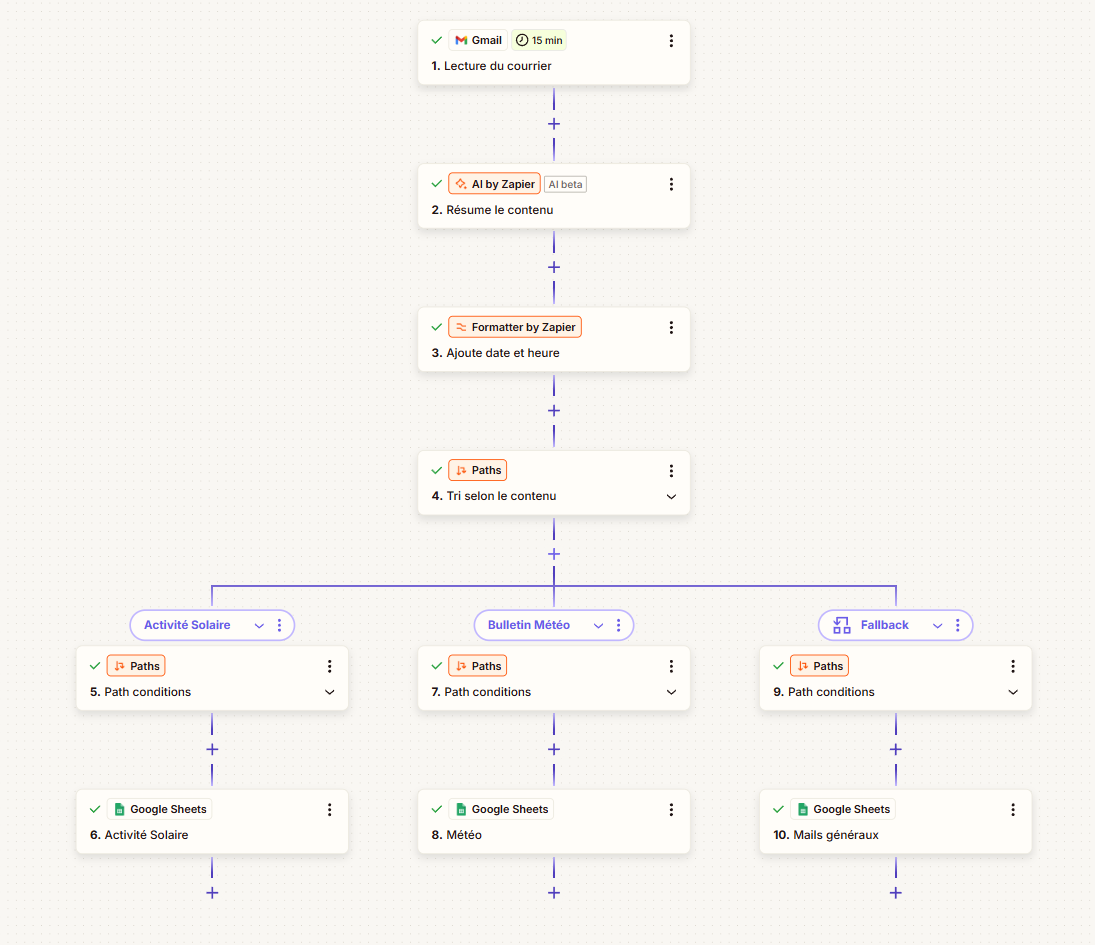 Gmail 15 min
1. Lecture du courrier
AI by Zapier AI beta
2. Résume le contenu
Formatter by Zapier
3. Ajoute date et heure
Paths
4. Tri selon le contenu
Activité Solaire
Bulletin Météo
Fallback
Paths
5. Path conditions
Paths
7. Path conditions
Paths
9. Path conditions
Google Sheets
6. Activité Solaire
Google Sheets
8. Météo
Google Sheets
10. Mails généraux